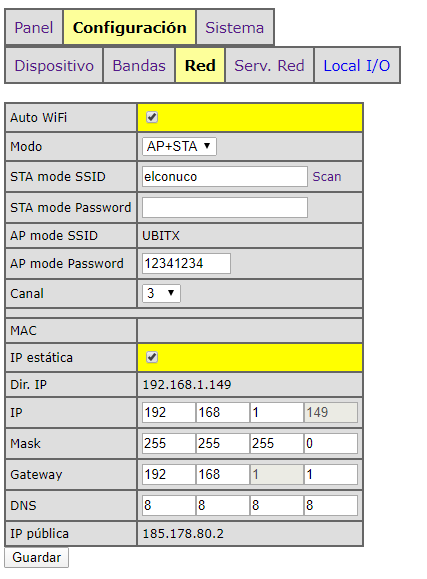 Panel Configuración Sistema
Dispositivo Bandas Red Serv. Red Local I/O
Auto WiFi
Modo AP+STA
STA mode SSID elconuco Scan
STA mode Password
AP mode SSID UBITX
AP mode Password 12341234
Canal 3
MAC
IP estática
Dir. IP 192.168.1.149
IP 192 168 1 149
Mask 255 255 255 0
Gateway 192 168 1 1
DNS 8 8 8 8
IP pública 185.178.80.2
Guardar